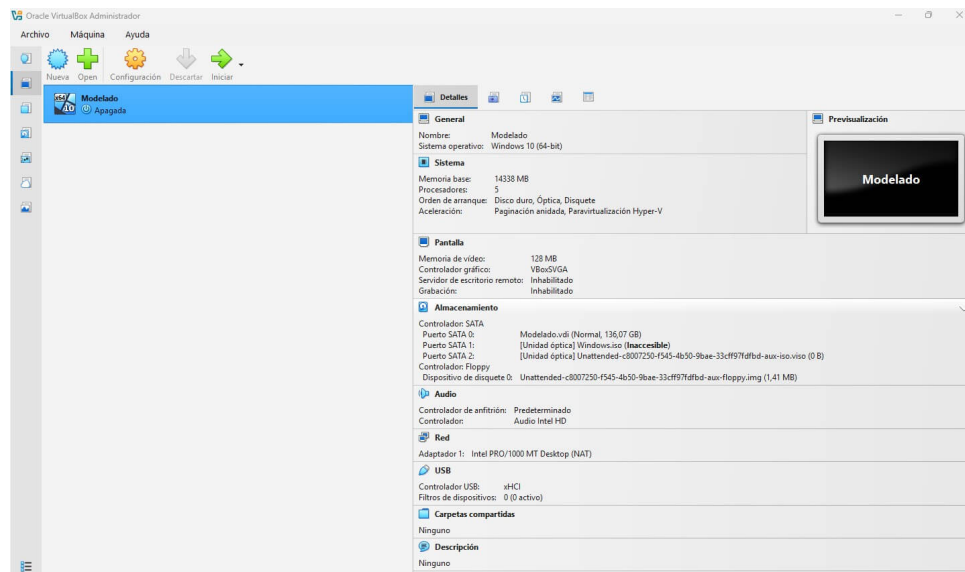 Oracle VirtualBox Administrador
Archivo Máquina Ayuda
Nueva Open Configuración Descartar Iniciar
x64 10 Modelado
Apagada
Detalles
General
Nombre: Modelado
Sistema operativo: Windows 10 (64-bit)
Previsualización
Modelado
Sistema
Memoria base: 14338 MB
Procesadores: 5
Orden de arranque: Disco duro, Óptica, Disquete
Aceleración: Paginación anidada, Paravirtualización Hyper-V
Pantalla
Memoria de vídeo: 128 MB
Controlador gráfico: VBoxSVGA
Servidor de escritorio remoto: Inhabilitado
Grabación: Inhabilitado
Almacenamiento
Controlador: SATA
Puerto SATA 0: Modelado.vdi (Normal, 136,07 GB)
Puerto SATA 1: [Unidad óptica] Windows.iso (Inaccesible)
Puerto SATA 2: [Unidad óptica] Unattended-c8007250-f545-4b50-9bae-33cff97fdfbd-aux-iso.viso (0 B)
Controlador: Floppy
Dispositivo de disquete 0: Unattended-c8007250-f545-4b50-9bae-33cff97fdfbd-aux-floppy.img (1,41 MB)
Audio
Controlador de anfitrión: Predeterminado
Controlador: Audio Intel HD
Red
Adaptador 1: Intel PRO/1000 MT Desktop (NAT)
USB
Controlador USB: xHCI
Filtros de dispositivos: 0 (0 activo)
Carpetas compartidas
Ninguno
Descripción
Ninguno